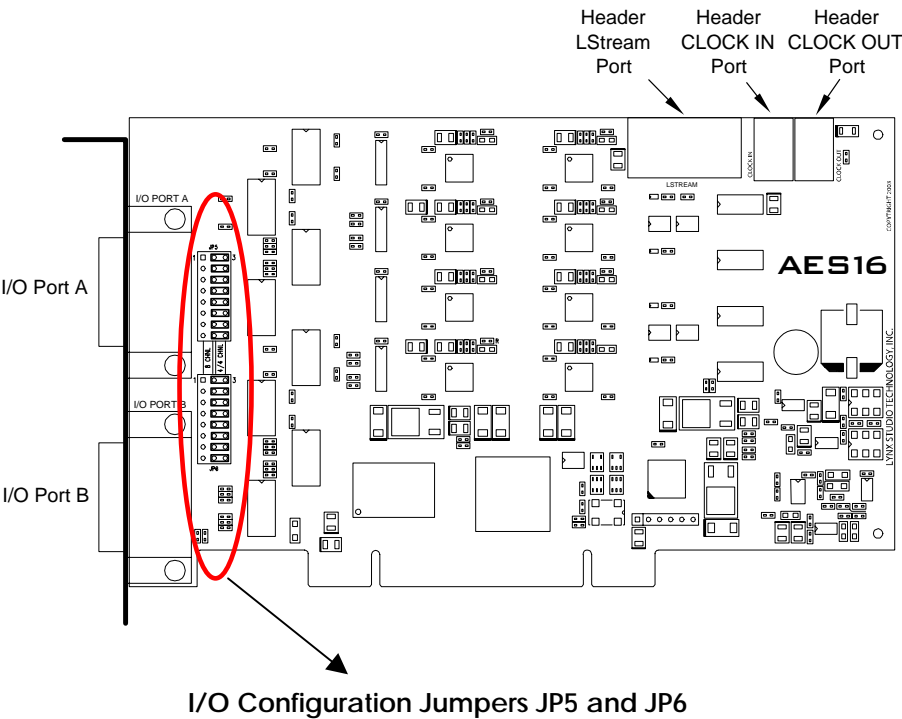 Header
LStream
Port
Header
CLOCK IN
Port
Header
CLOCK OUT
Port
CLOCK IN
CLOCK OUT
LSTREAM
COPYRIGHT 2003
I/O PORT A
JP5
1 3
I/O Port A
AES16
8 CHNL
4/4 CHNL
1 3
I/O PORT B
JP6
I/O Port B
LYNX STUDIO TECHNOLOGY, INC.
I/O Configuration Jumpers JP5 and JP6